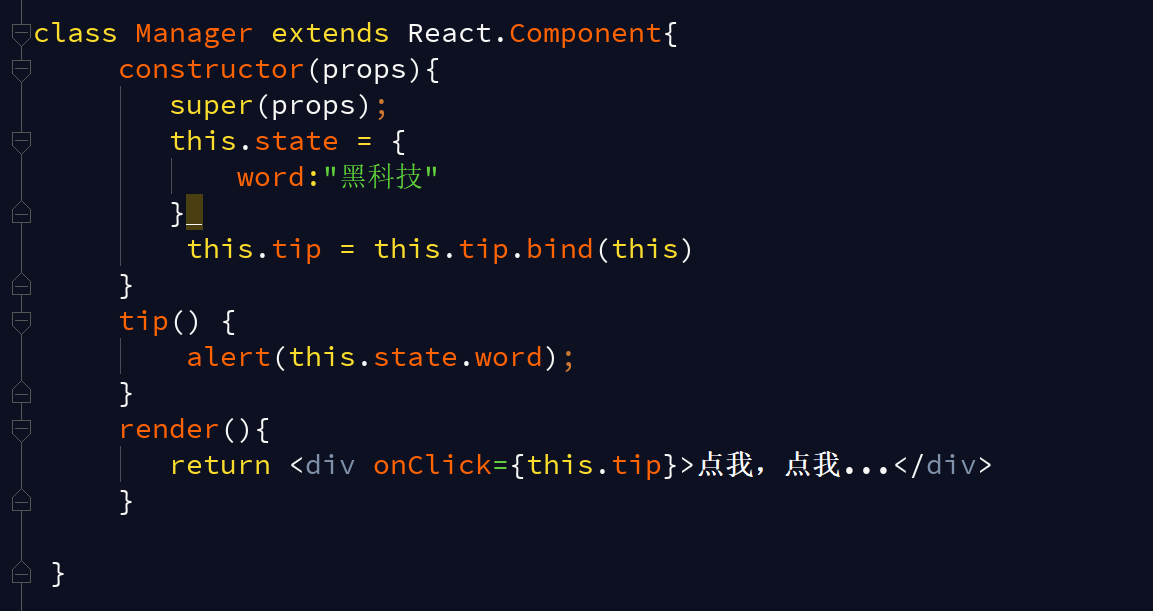 class Manager extends React.Component{
constructor(props){
super(props);
this.state = {
word:"黑科技"
}_
this.tip = this.tip.bind(this)
}
tip() {
alert(this.state.word);
}
render(){
return <div onClick={this.tip}>点我，点我...</div>
}
}